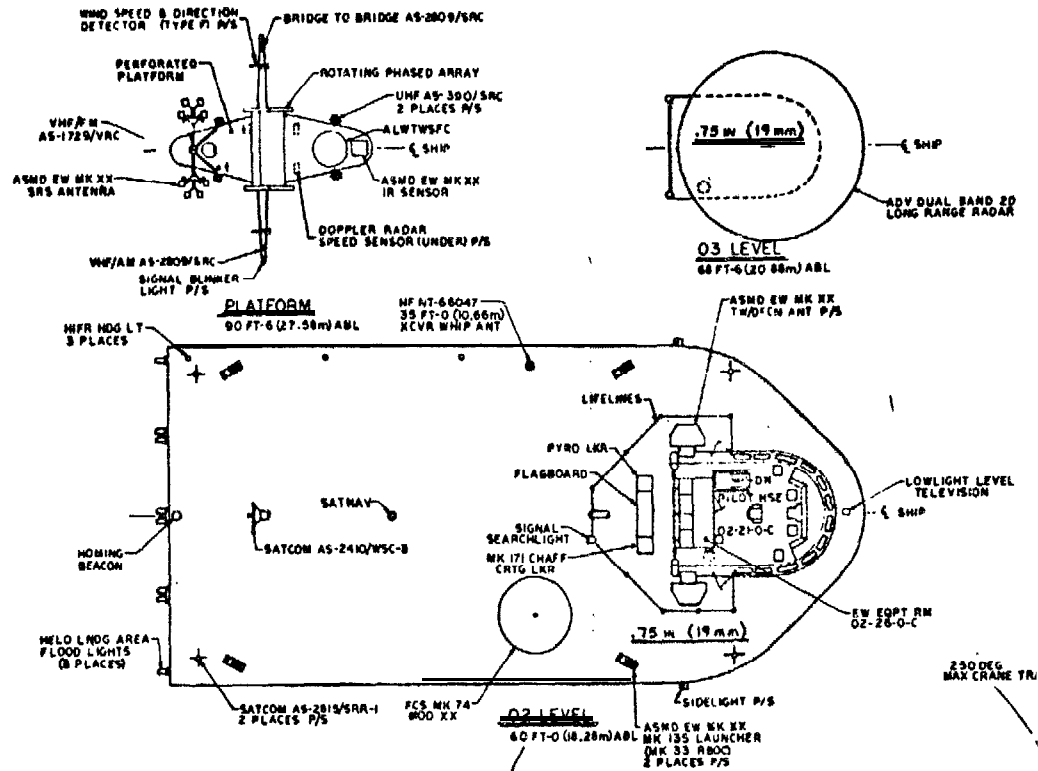 WIND SPEED & DIRECTION
DETECTOR (TYPE F) P/S
BRIDGE TO BRIDGE AS-2809/SRC
PERFORATED
PLATFORM
ROTATING PHASED ARRAY
UHF AS-390/SRC
2 PLACES P/S
VHF/FM
AS-1729/VRC
ALWTWSFC
℄ SHIP
ASMD EW MK XX
SRS ANTENRA
ASMD EW MK XX
IR SENSOR
DOPPLER RADAR
SPEED SENSOR (UNDER) P/S
VHF/AM AS-2809/SRC
SIGNAL BLINKER
LIGHT P/S
PLATFORM
90 FT-6 (27.58m) ABL
.75 IN (19 mm)
℄ SHIP
ADV DUAL BAND 2D
LONG RANGE RADAR
03 LEVEL
68 FT-6 (20.88m) ABL
HIFR HDG LT
3 PLACES
HF NT-66047
35 FT-0 (10.66m)
XCVR WHIP ANT
ASMD EW MK XX
TW/DFCN ANT P/S
LIFELINES
PYRO LKR
FLAGBOARD
DN
PILOT HSE
02-21-0-C
LOWLIGHT LEVEL
TELEVISION
℄ SHIP
SATNAV
SIGNAL
SEARCHLIGHT
HOMING
BEACON
SATCOM AS-2410/WSC-B
MK 171 CHAFF
CRTG LKR
EW EQPT RM
02-26-0-C
HELO LNDG AREA
FLOOD LIGHTS
(8 PLACES)
.75 IN (19 mm)
SATCOM AS-2815/SRR-1
2 PLACES P/S
FCS MK 74
MOD XX
02 LEVEL
60 FT-0 (18.28m) ABL
SIDELIGHT P/S
ASMD EW MK XX
MK 135 LAUNCHER
(MK 33 RBOC)
2 PLACES P/S
250 DEG
MAX CRANE TR